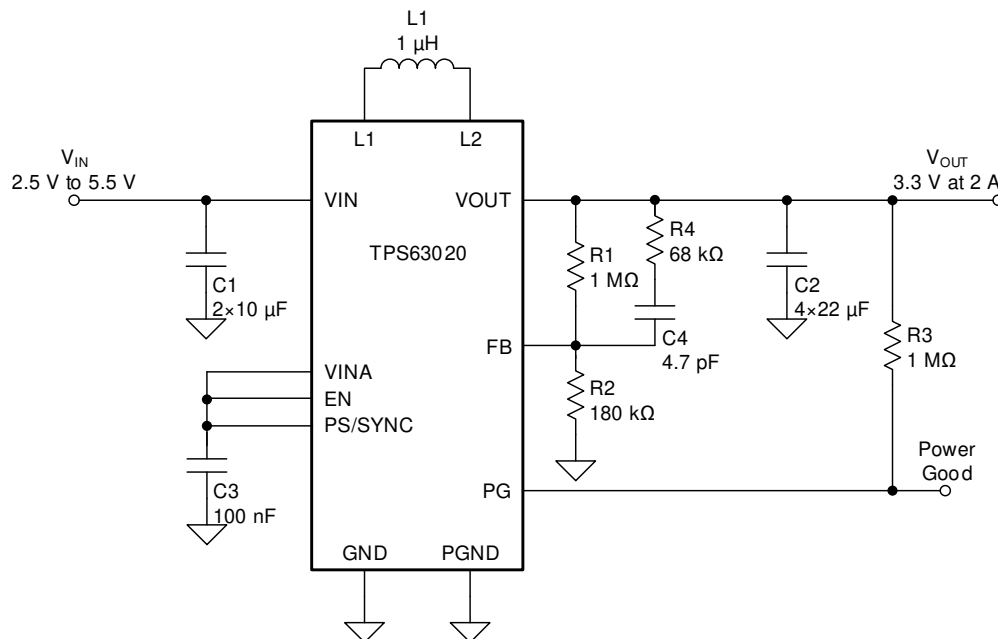 L1
1 µH
L1
L2
V_IN
2.5 V to 5.5 V
VIN
VOUT
V_OUT
3.3 V at 2 A
TPS63020
C1
2×10 µF
R1
1 MΩ
R4
68 kΩ
C2
4×22 µF
R3
1 MΩ
FB
C4
4.7 pF
VINA
EN
PS/SYNC
R2
180 kΩ
Power
Good
C3
100 nF
PG
GND
PGND